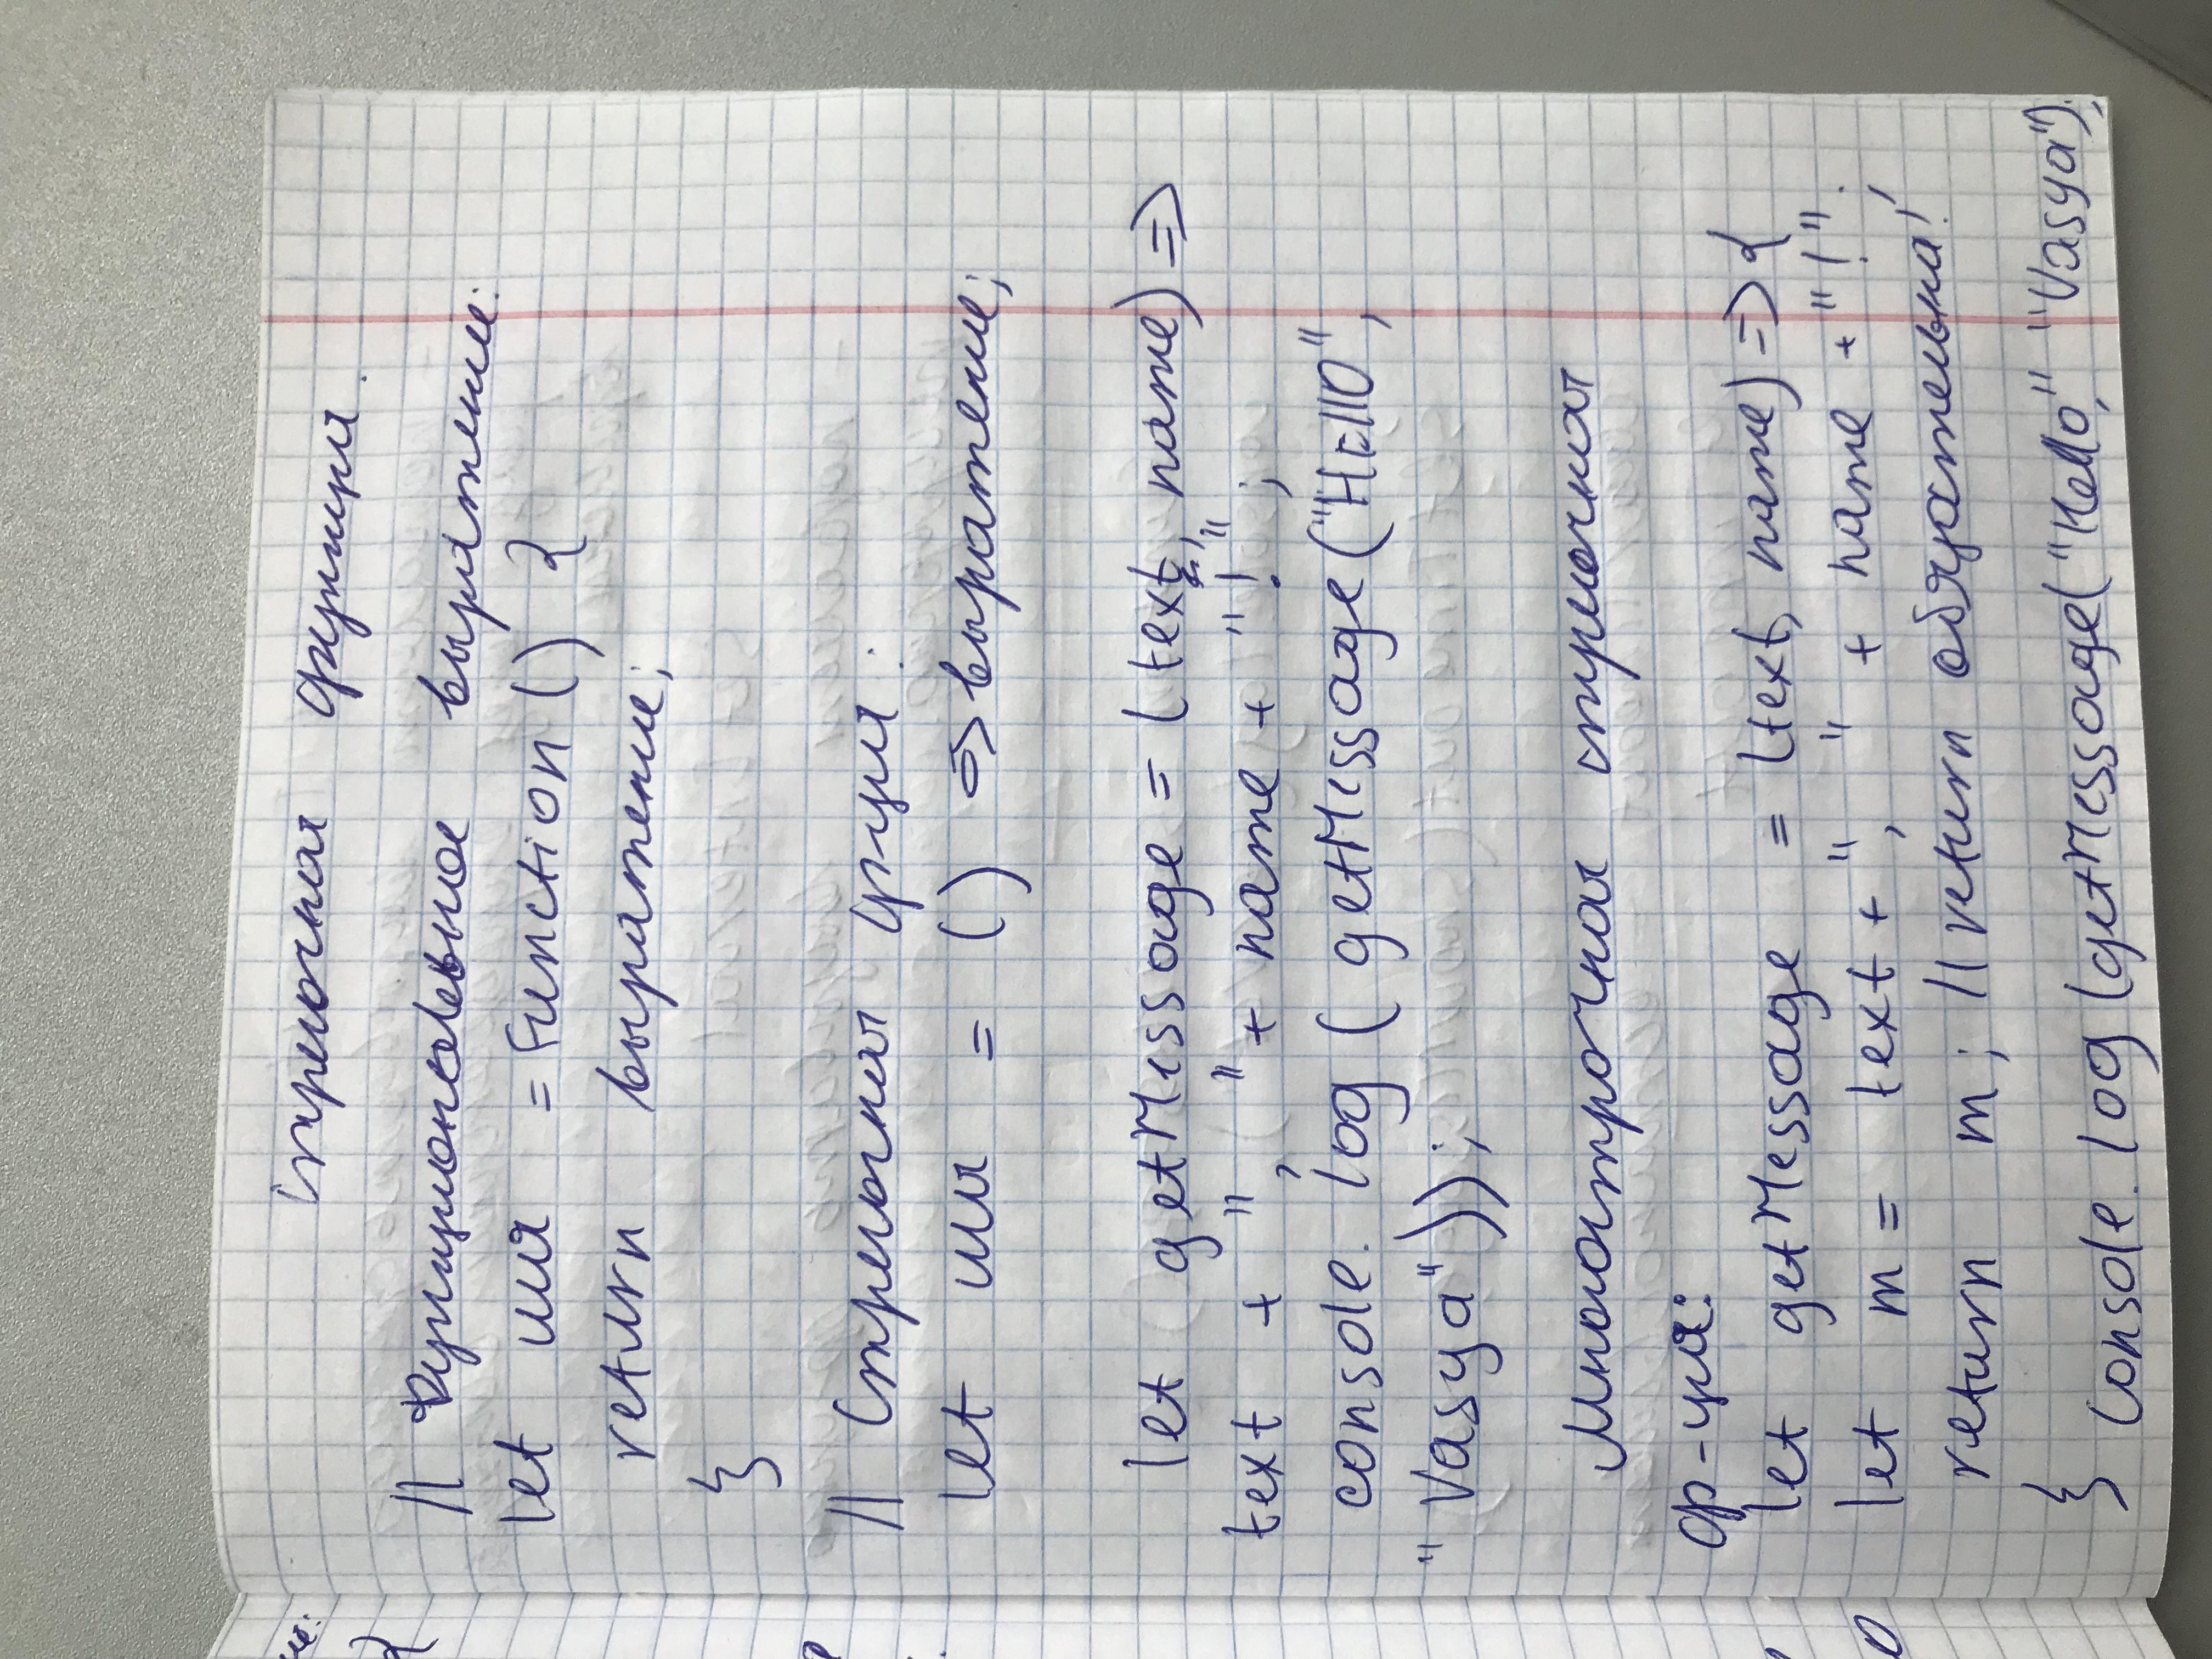 Стрелочная функция.
// Функциональное выражение:
let имя = Function () {
return выражение;
}
// Стрелочная ф-ция:
let имя = () => выражение;
let getMessage = (text, name) =>
text + ", " + name + "!";
console.log (getMessage("Hello",
"Vasya"));
Многострочная стрелочная
ф-ция:
let getMessage = (text, name) => {
let m = text + ", " + name + "!";
return m; // return обязательна!
} console.log (getMessage("Hello," "Vasya");